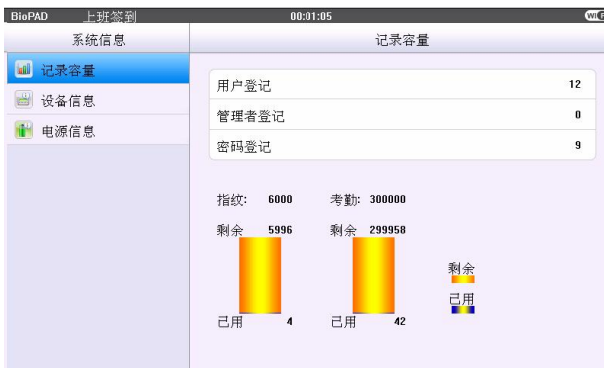 BioPAD 上班签到 00:01:05 WiF
系统信息 记录容量
记录容量
设备信息
电源信息
用户登记 12
管理者登记 0
密码登记 9
指纹: 6000 考勤: 300000
剩余 5996 剩余 299958
剩余
已用
已用 4 已用 42